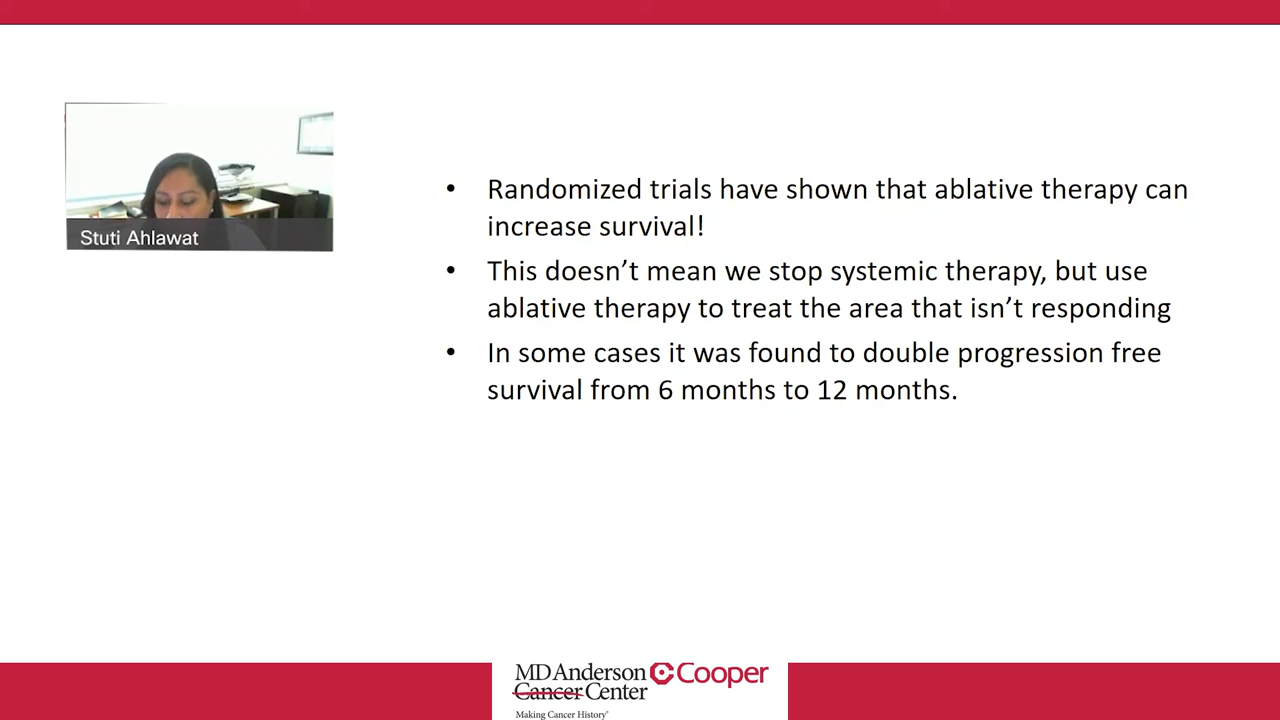 Stuti Ahlawat
• Randomized trials have shown that ablative therapy can
increase survival!
• This doesn’t mean we stop systemic therapy, but use
ablative therapy to treat the area that isn’t responding
• In some cases it was found to double progression free
survival from 6 months to 12 months.
MD Anderson Cooper
Cancer Center
Making Cancer History®